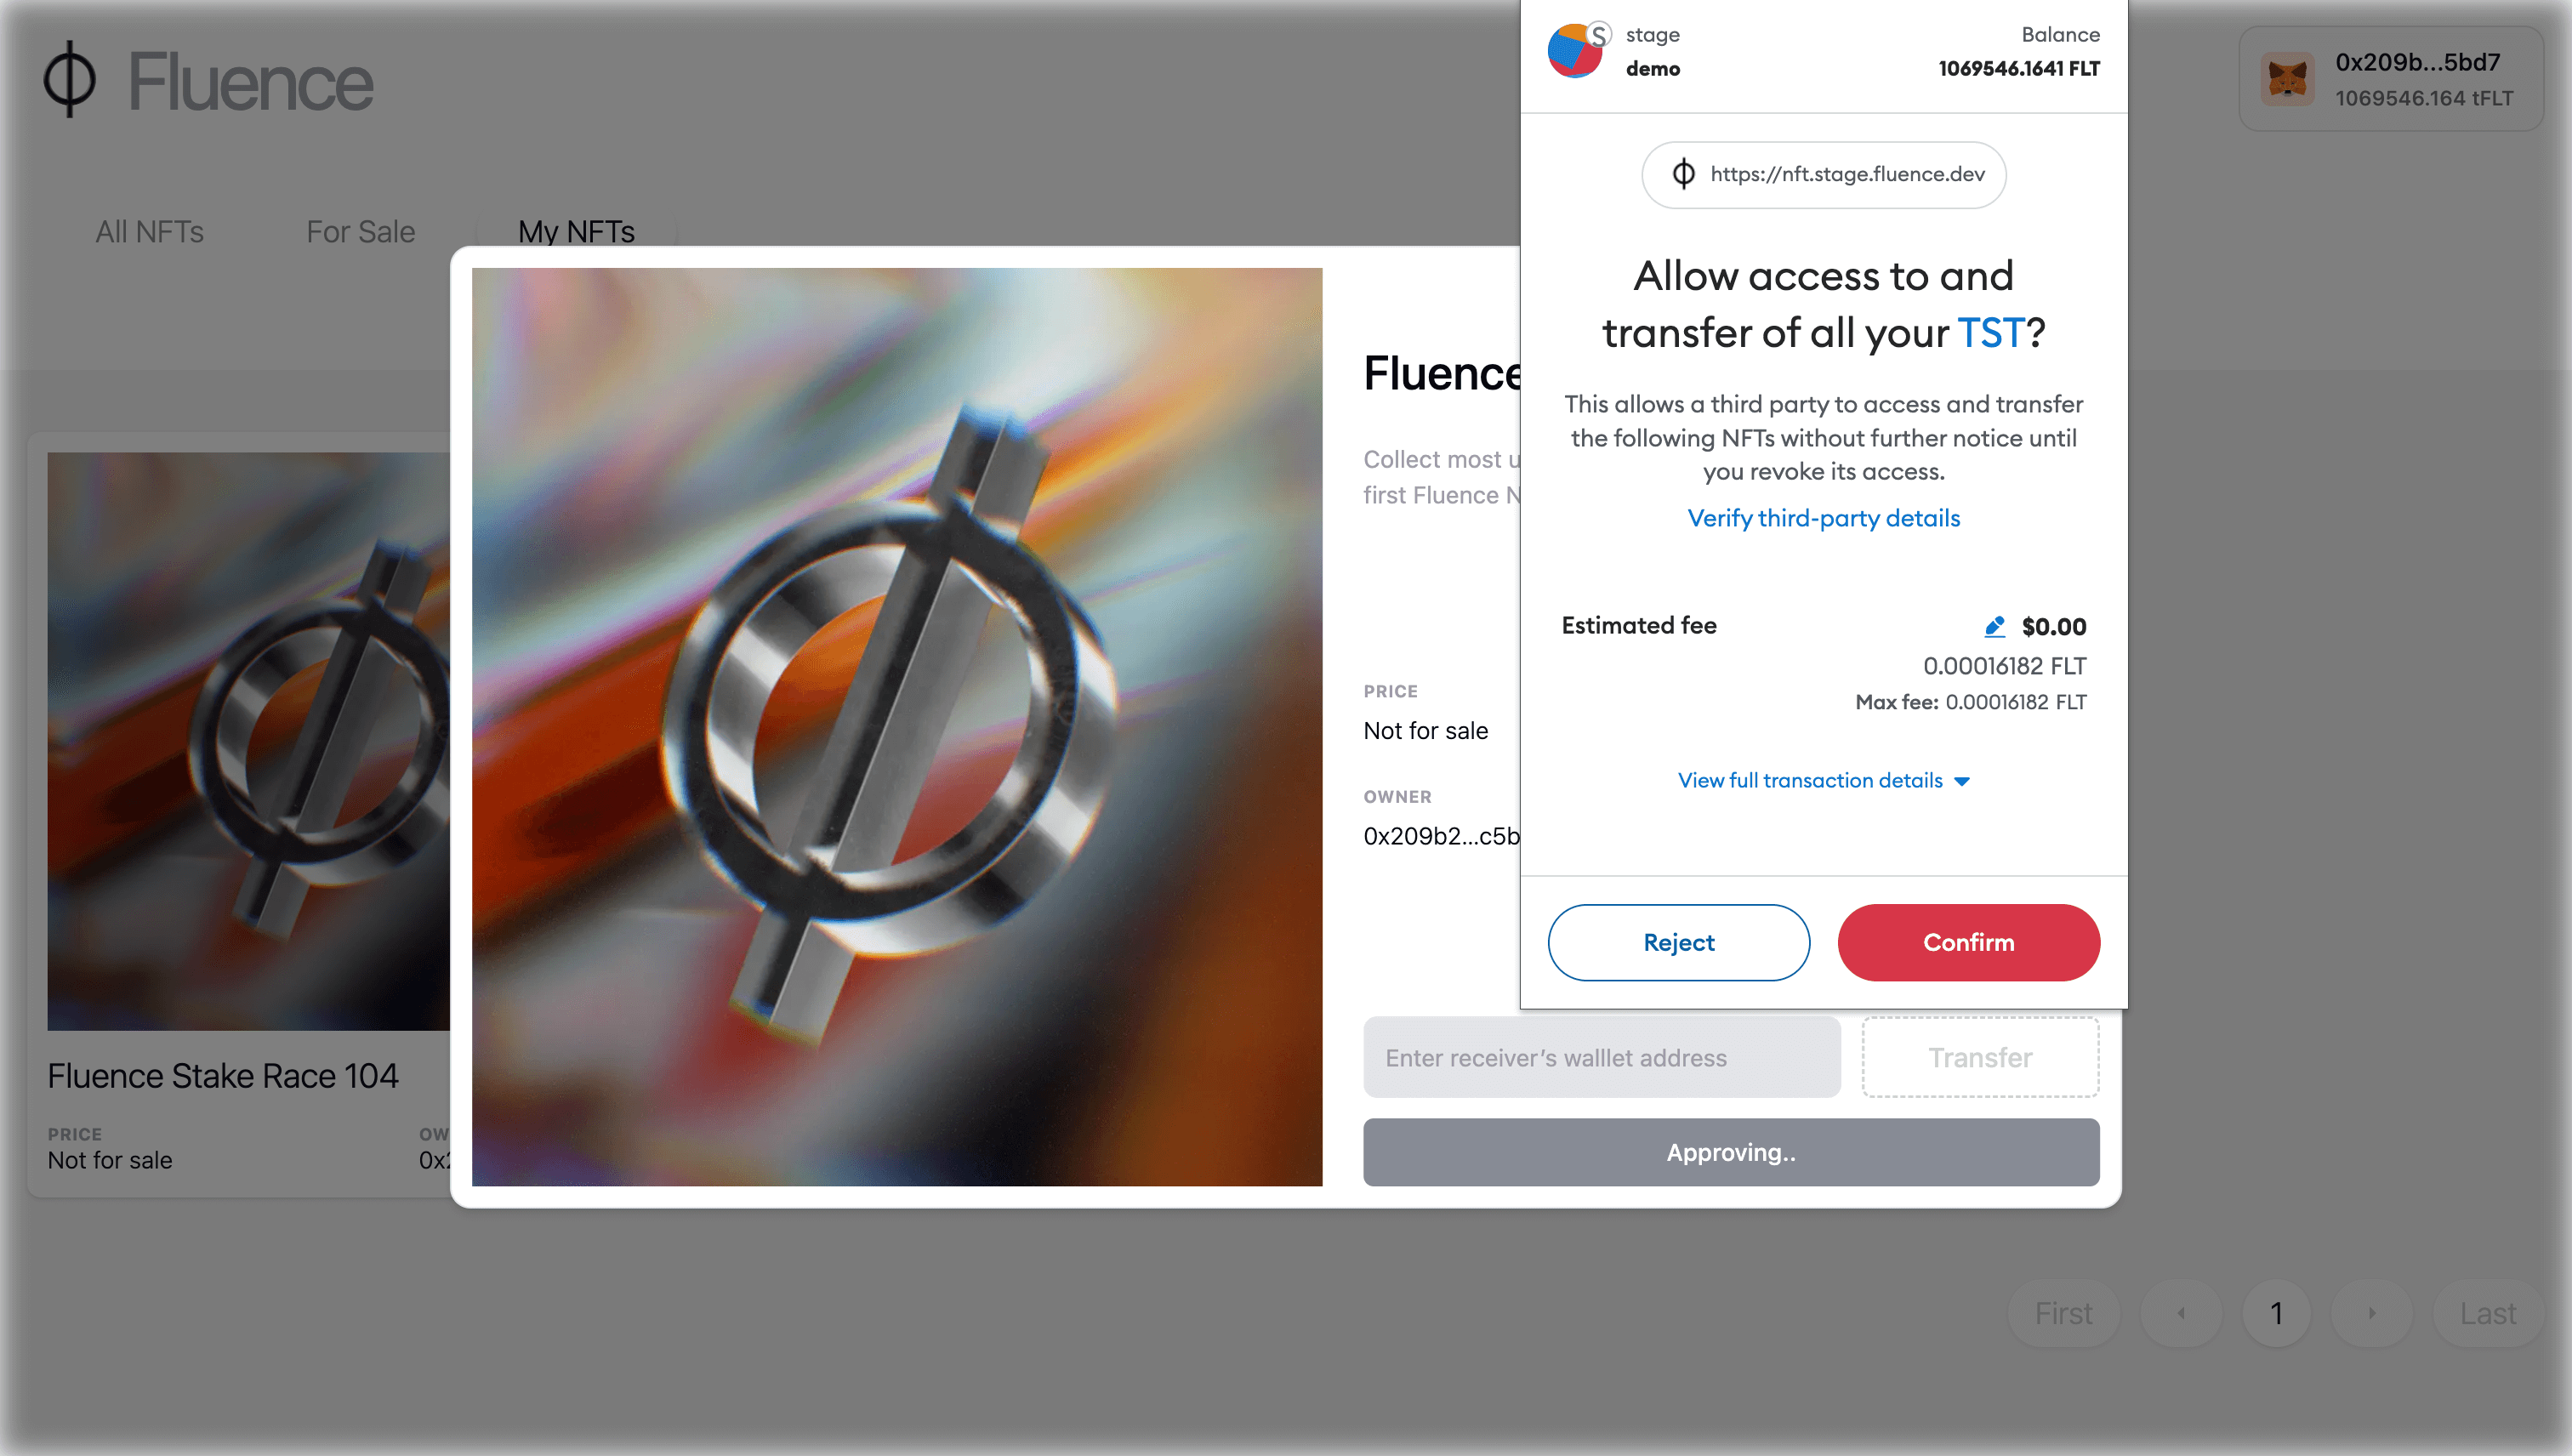 Fluence
stage
demo
Balance
1069546.1641 FLT
0x209b...5bd7
1069546.164 tFLT
https://nft.stage.fluence.dev
All NFTs
For Sale
My NFTs
Allow access to and
transfer of all your TST?
This allows a third party to access and transfer
the following NFTs without further notice until
you revoke its access.
Verify third-party details
Estimated fee
$0.00
0.00016182 FLT
Max fee: 0.00016182 FLT
View full transaction details
Reject
Confirm
Fluence
Collect most u
first Fluence N
PRICE
Not for sale
OWNER
0x209b2...c5b
Enter receiver’s walllet address
Transfer
Approving..
Fluence Stake Race 104
PRICE
Not for sale
OW
0x2
First
1
Last